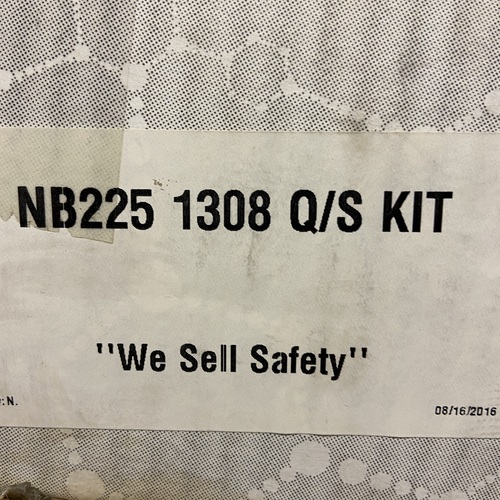 NB225 1308 Q/S KIT
"We Sell Safety"
:N.
08/16/2016